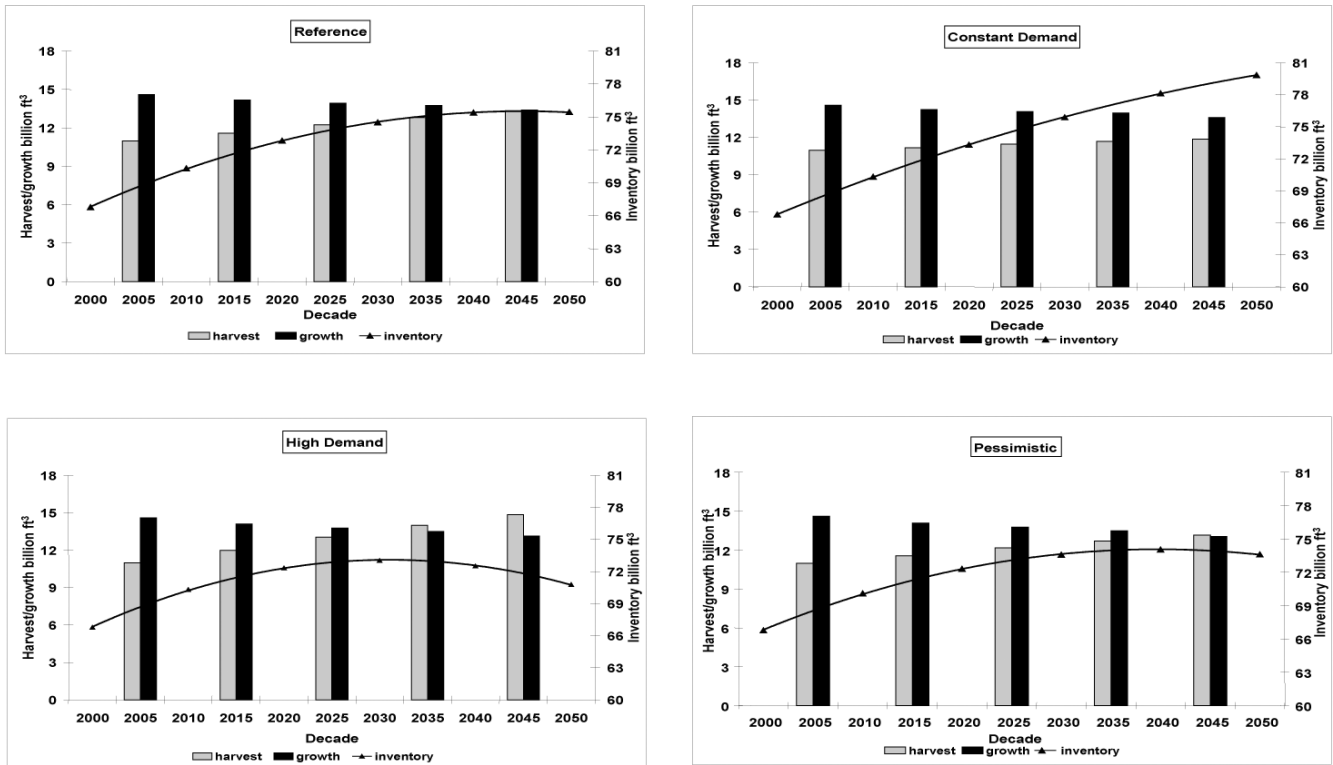 Reference
Harvest/growth billion ft³
18
15
12
9
6
3
0
81
78
75
72
69
66
63
60
Inventory billion ft³
2000 2005 2010 2015 2020 2025 2030 2035 2040 2045 2050
Decade
harvest growth inventory
Constant Demand
Harvest/growth billion ft³
18
15
12
9
6
3
0
81
78
75
72
69
66
63
60
Inventory billion ft³
2000 2005 2010 2015 2020 2025 2030 2035 2040 2045 2050
Decade
harvest growth inventory
High Demand
Harvest/growth billion ft³
18
15
12
9
6
3
0
81
78
75
72
69
66
63
60
Inventory billion ft³
2000 2005 2010 2015 2020 2025 2030 2035 2040 2045 2050
Decade
harvest growth inventory
Pessimistic
Harvest/growth billion ft³
18
15
12
9
6
3
0
81
78
75
72
69
66
63
60
Inventory billion ft³
2000 2005 2010 2015 2020 2025 2030 2035 2040 2045 2050
Decade
harvest growth inventory